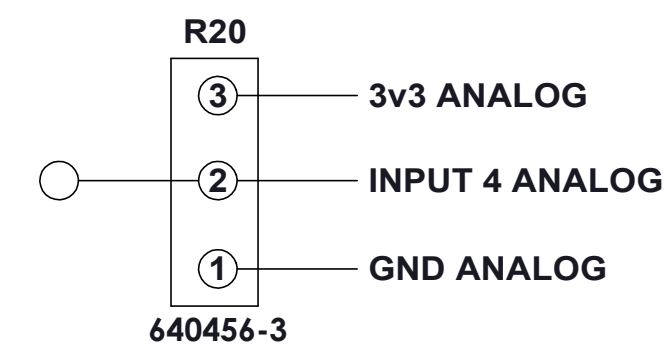 R20
3 3v3 ANALOG
2 INPUT 4 ANALOG
1 GND ANALOG
640456-3